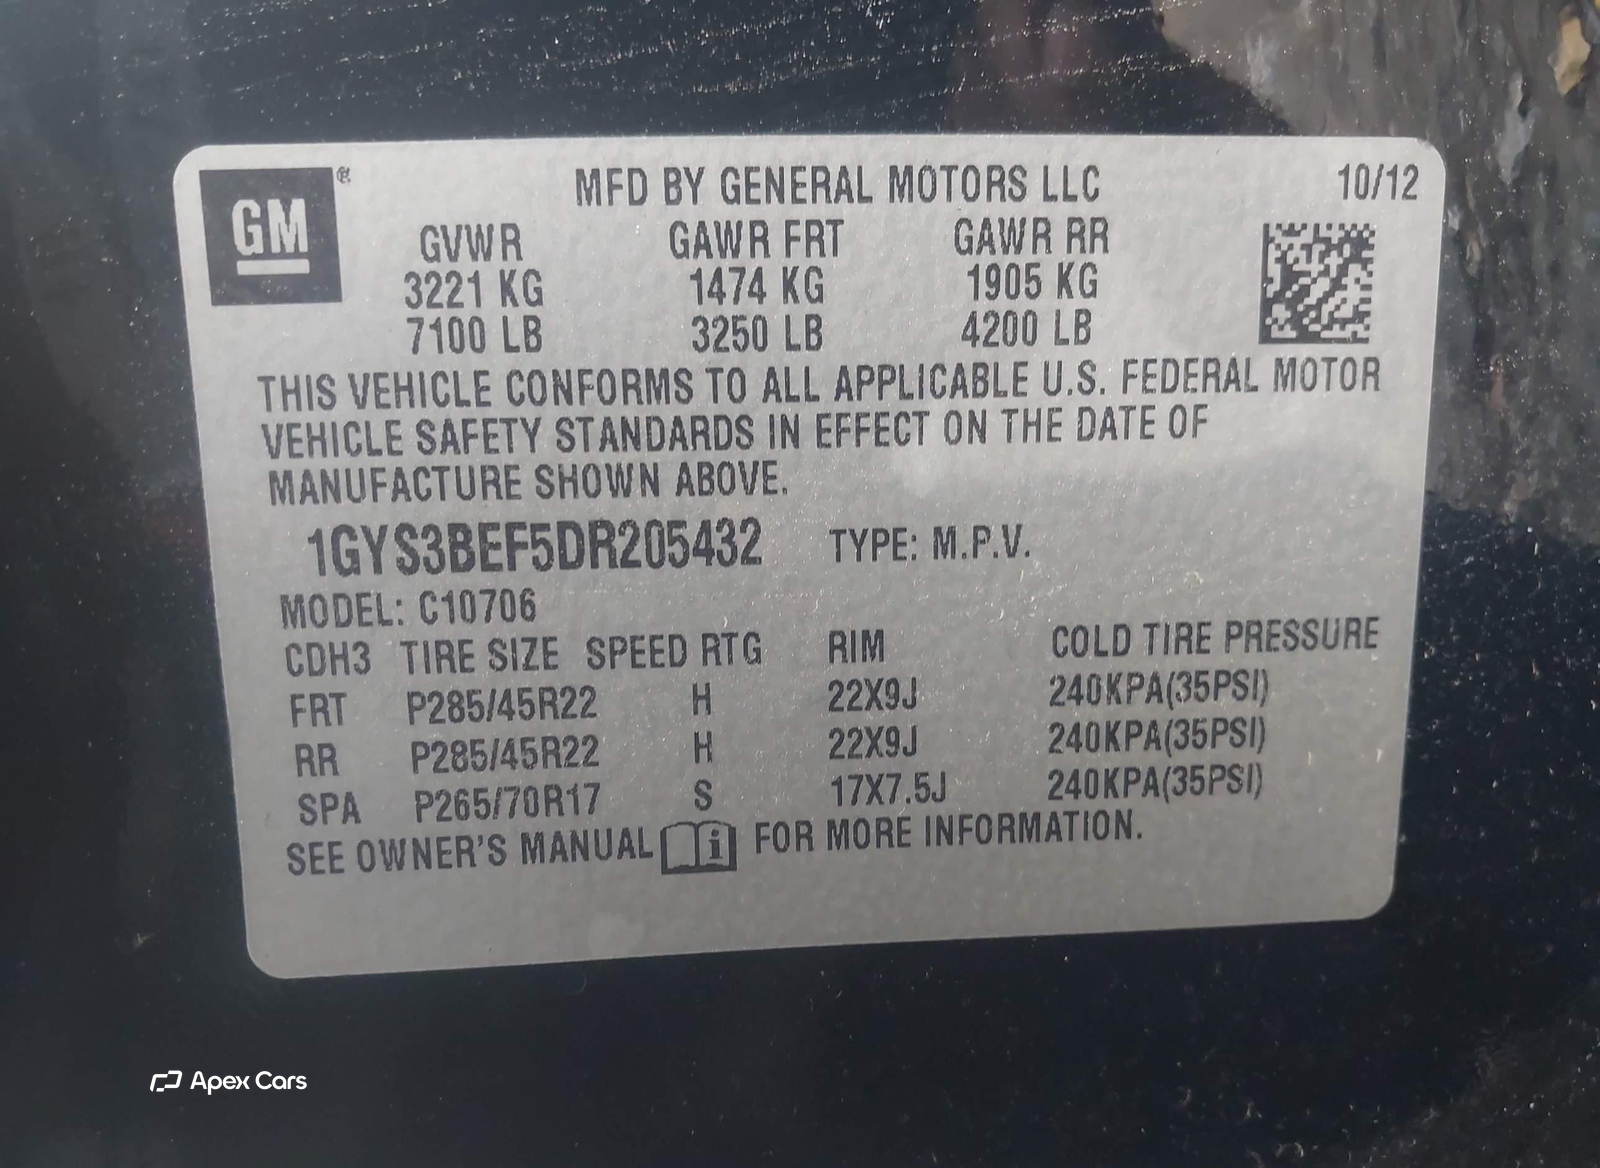 GM ® MFD BY GENERAL MOTORS LLC 10/12
GVWR GAWR FRT GAWR RR
3221 KG 1474 KG 1905 KG
7100 LB 3250 LB 4200 LB
THIS VEHICLE CONFORMS TO ALL APPLICABLE U.S. FEDERAL MOTOR
VEHICLE SAFETY STANDARDS IN EFFECT ON THE DATE OF
MANUFACTURE SHOWN ABOVE.
1GYS3BEF5DR205432 TYPE: M.P.V.
MODEL: C10706
CDH3 TIRE SIZE SPEED RTG RIM COLD TIRE PRESSURE
FRT P285/45R22 H 22X9J 240KPA(35PSI)
RR P285/45R22 H 22X9J 240KPA(35PSI)
SPA P265/70R17 S 17X7.5J 240KPA(35PSI)
SEE OWNER'S MANUAL i FOR MORE INFORMATION.
Apex Cars